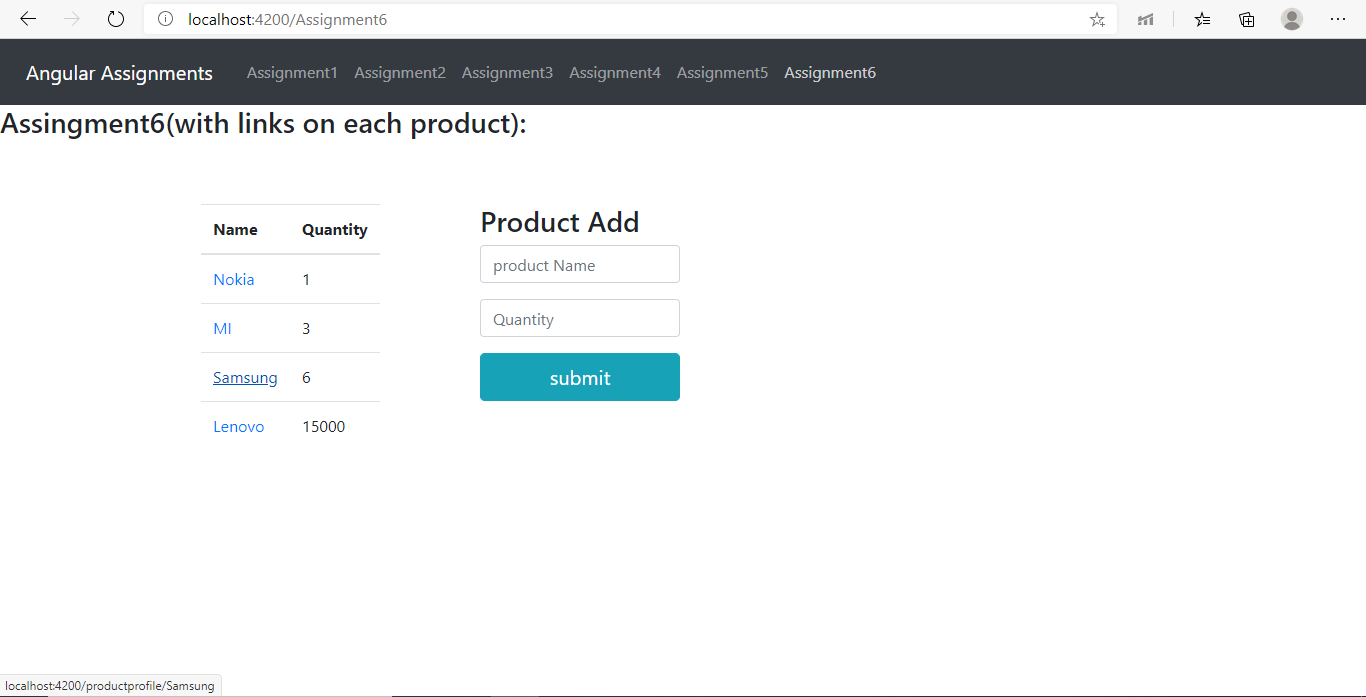 localhost:4200/Assignment6
Angular Assignments Assignment1 Assignment2 Assignment3 Assignment4 Assignment5 Assignment6
Assingment6(with links on each product):
Name Quantity
Nokia 1
MI 3
Samsung 6
Lenovo 15000
Product Add
product Name
Quantity
submit
localhost:4200/productprofile/Samsung